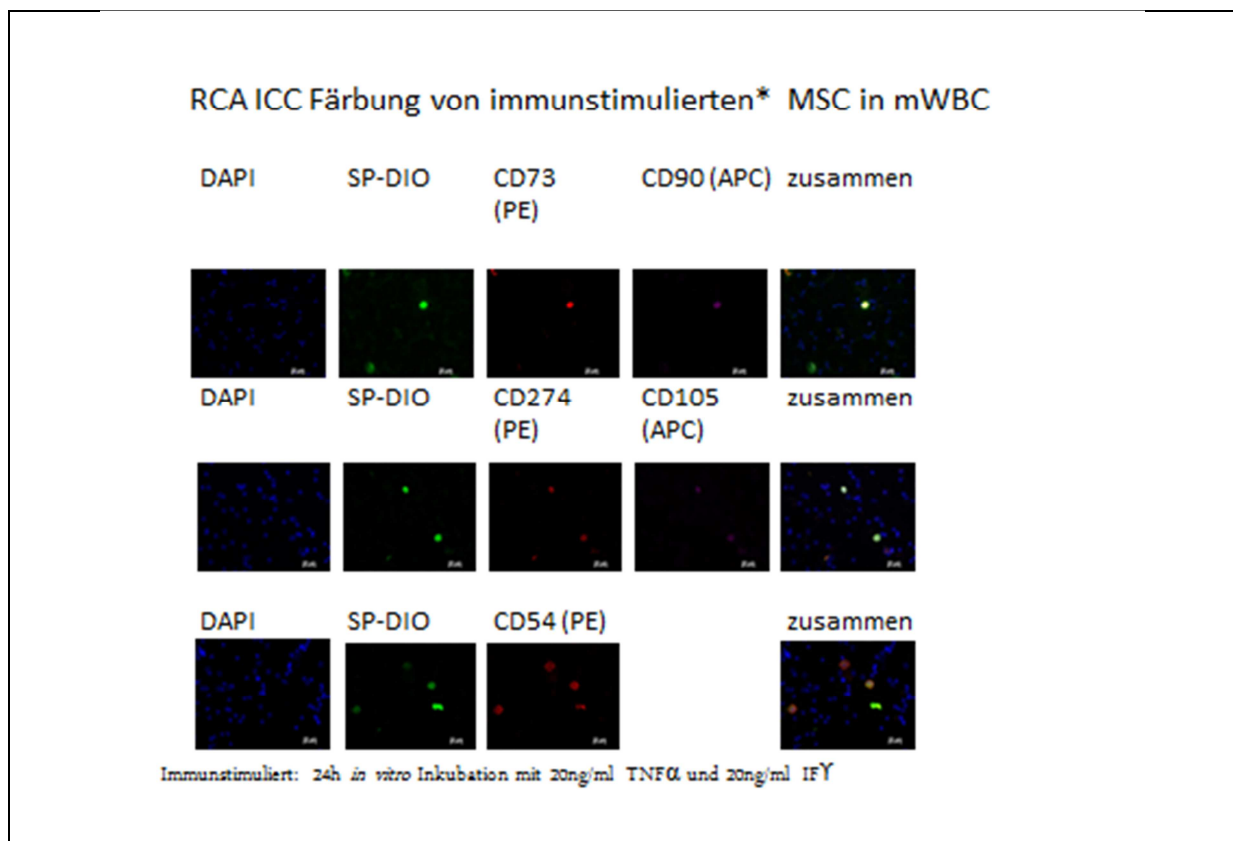 RCA ICC Färbung von immunstimulierten* MSC in mWBC
DAPI SP-DIO CD73 (PE) CD90 (APC) zusammen
DAPI SP-DIO CD274 (PE) CD105 (APC) zusammen
DAPI SP-DIO CD54 (PE) zusammen
Immunstimuliert: 24h in vitro Inkubation mit 20ng/ml TNFα und 20ng/ml IFϒ